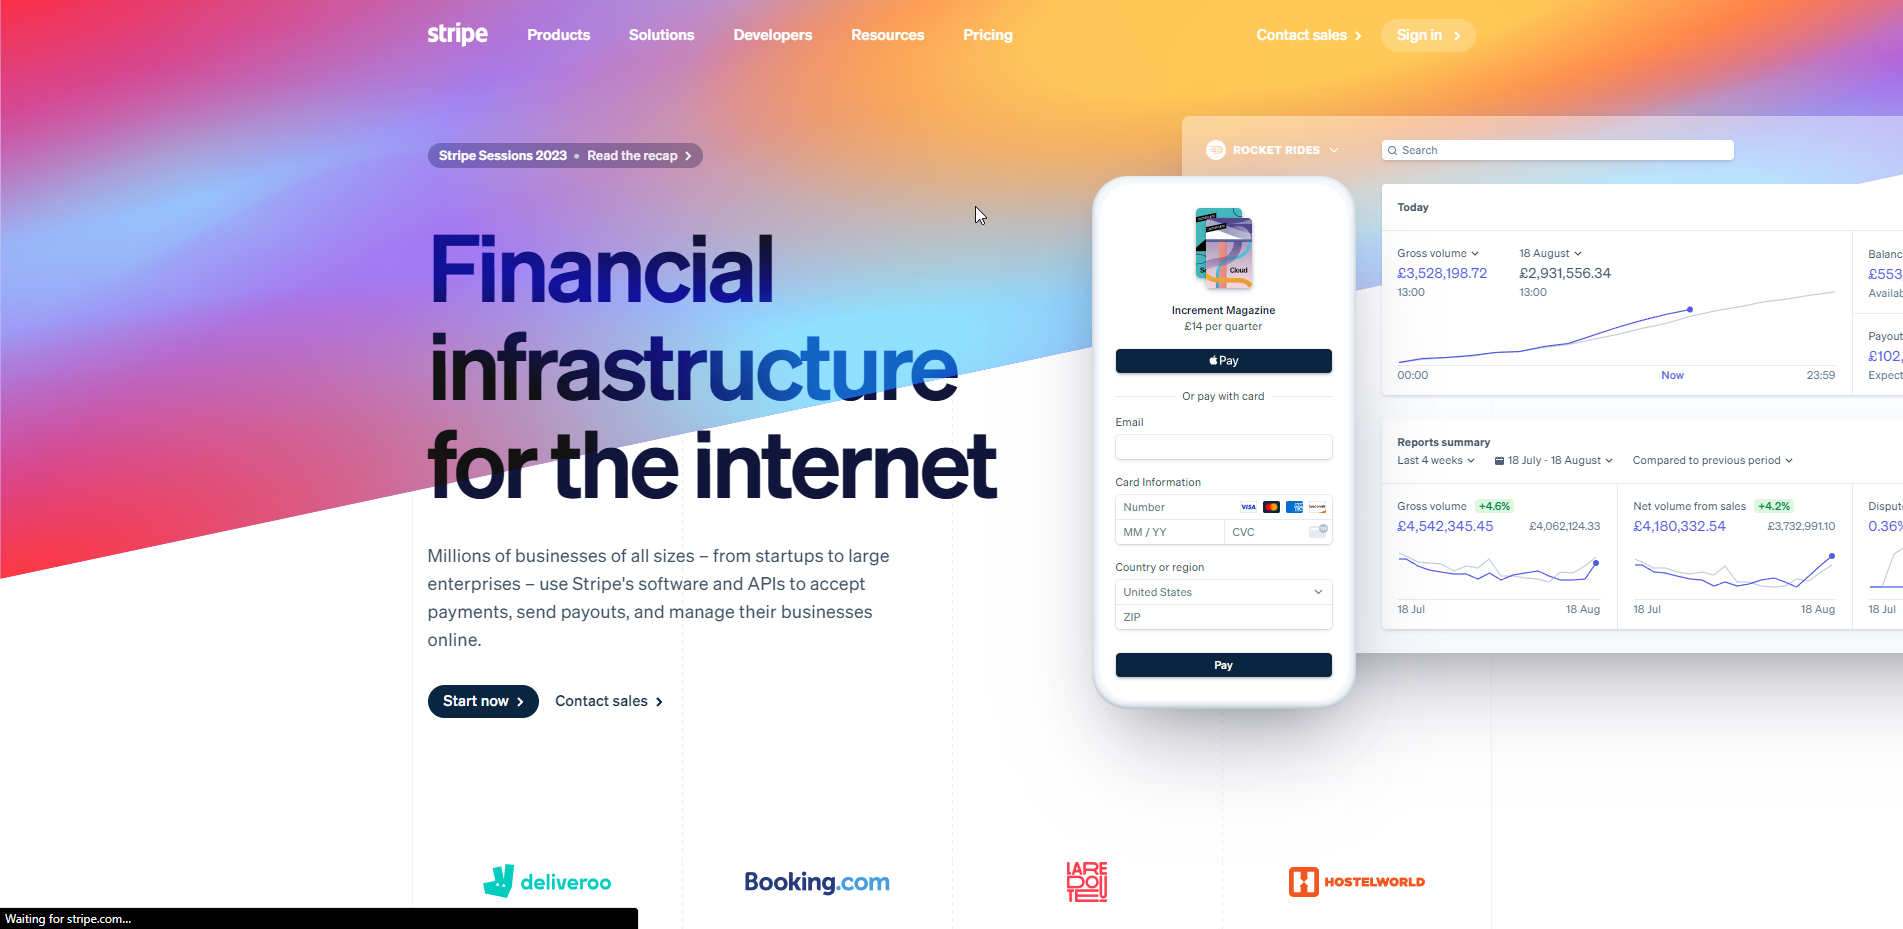 stripe
Products
Solutions
Developers
Resources
Pricing
Contact sales
Sign in
Stripe Sessions 2023 • Read the recap
Financial
infrastructure
for the internet
Millions of businesses of all sizes – from startups to large
enterprises – use Stripe's software and APIs to accept
payments, send payouts, and manage their businesses
online.
Start now
Contact sales
Cloud
Increment Magazine
£14 per quarter
Pay
Or pay with card
Email
Card Information
Number
VISA
MM / YY
CVC
Country or region
United States
ZIP
Pay
ROCKET RIDES
Search
Today
Gross volume
£3,528,198.72
13:00
18 August
£2,931,556.34
13:00
00:00
Now
23:59
£553
£102,
Reports summary
Last 4 weeks
18 July - 18 August
Compared to previous period
Gross volume +4.6%
£4,542,345.45
£4,062,124.33
18 Jul
18 Aug
Net volume from sales +4.2%
£4,180,332.54
£3,732,991.10
18 Jul
18 Aug
0.36%
18 Jul
deliveroo
Booking.com
LA REDOUTE
HOSTELWORLD
Waiting for stripe.com...